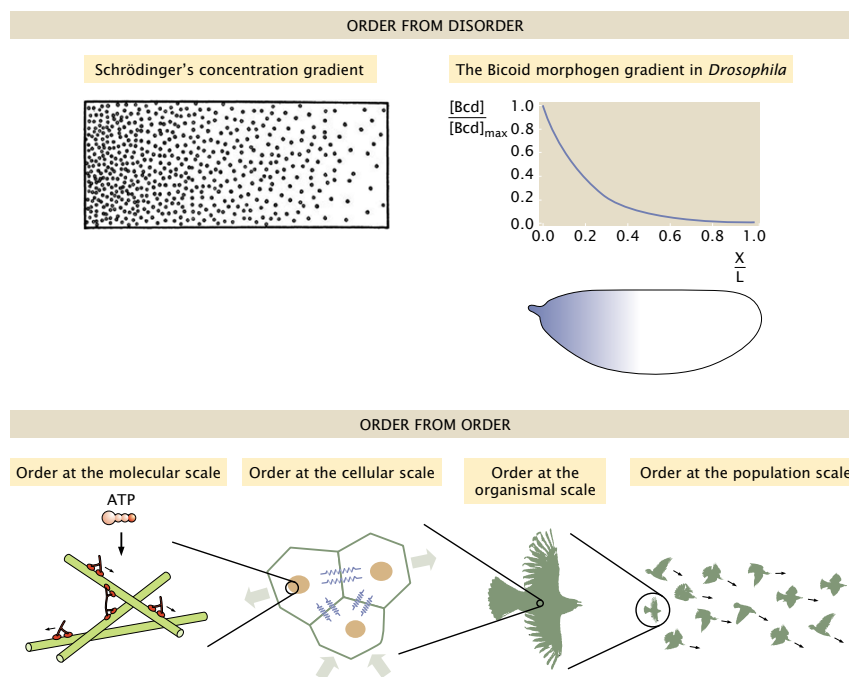 ORDER FROM DISORDER
Schrödinger's concentration gradient
The Bicoid morphogen gradient in Drosophila
[Bcd]
[Bcd]max
1.0
0.8
0.6
0.4
0.2
0.0
0.0 0.2 0.4 0.6 0.8 1.0
X
L
ORDER FROM ORDER
Order at the molecular scale
Order at the cellular scale
Order at the
organismal scale
Order at the population scale
ATP